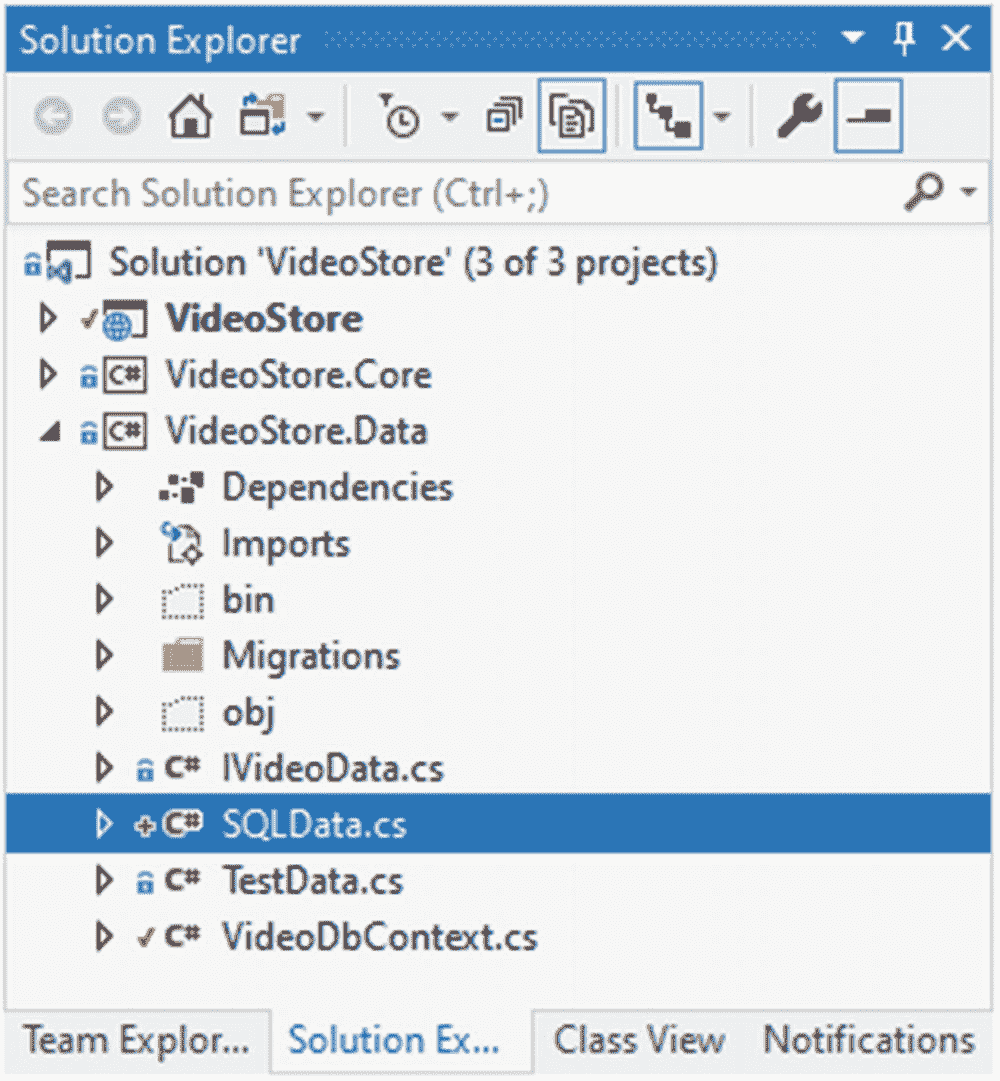 Solution Explorer
Search Solution Explorer (Ctrl+;)
Solution 'VideoStore' (3 of 3 projects)
VideoStore
C# VideoStore.Core
C# VideoStore.Data
Dependencies
Imports
bin
Migrations
obj
C# IVideoData.cs
C# SQLData.cs
C# TestData.cs
C# VideoDbContext.cs
Team Explor... Solution Ex... Class View Notifications